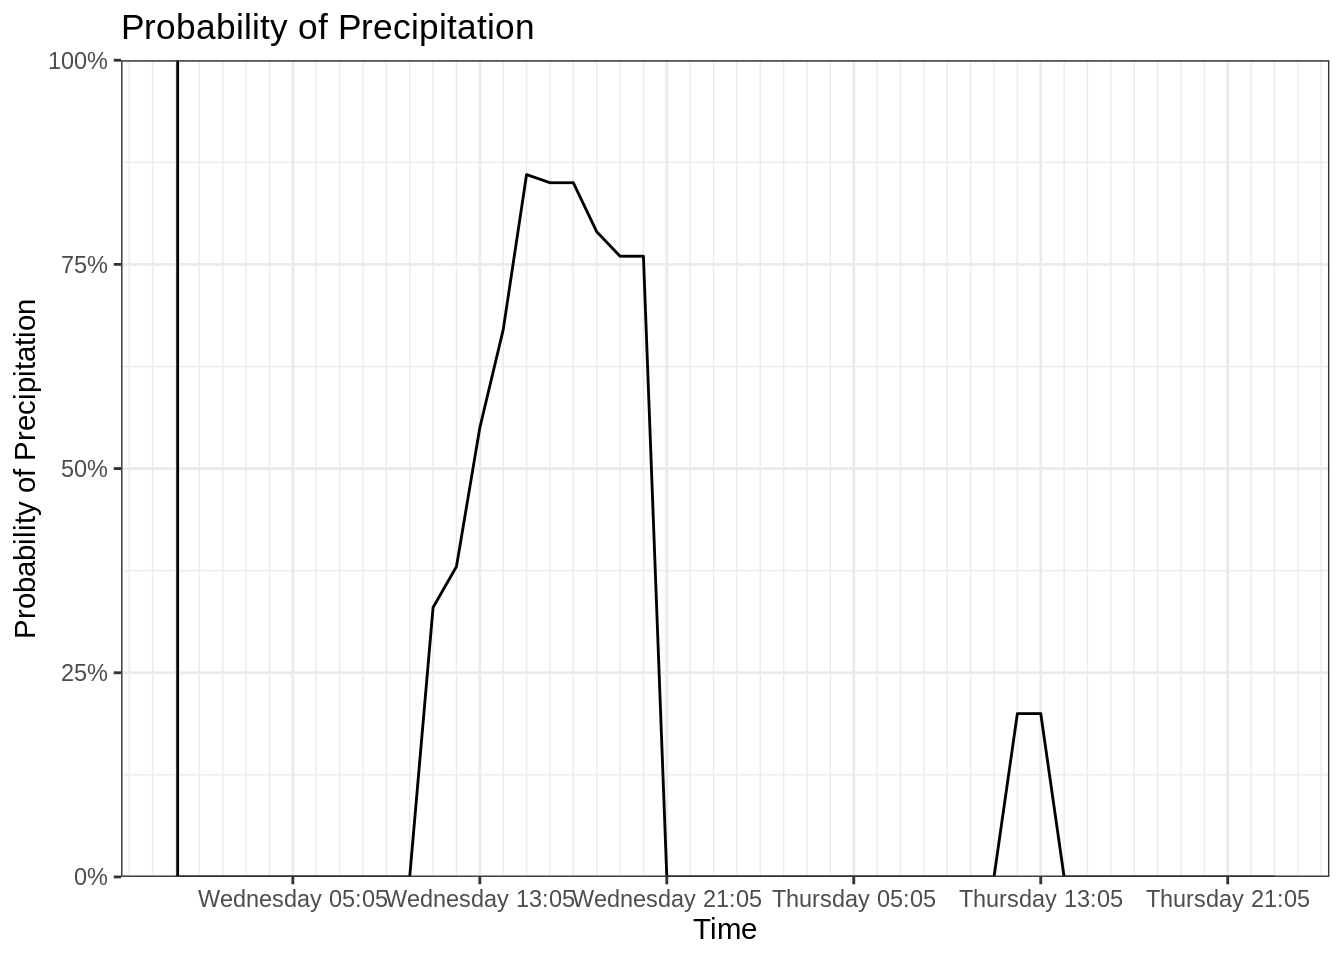 Probability of Precipitation
Probability of Precipitation
100%
75%
50%
25%
0%
Wednesday 05:05 Wednesday 13:05 Wednesday 21:05 Thursday 05:05 Thursday 13:05 Thursday 21:05
Time